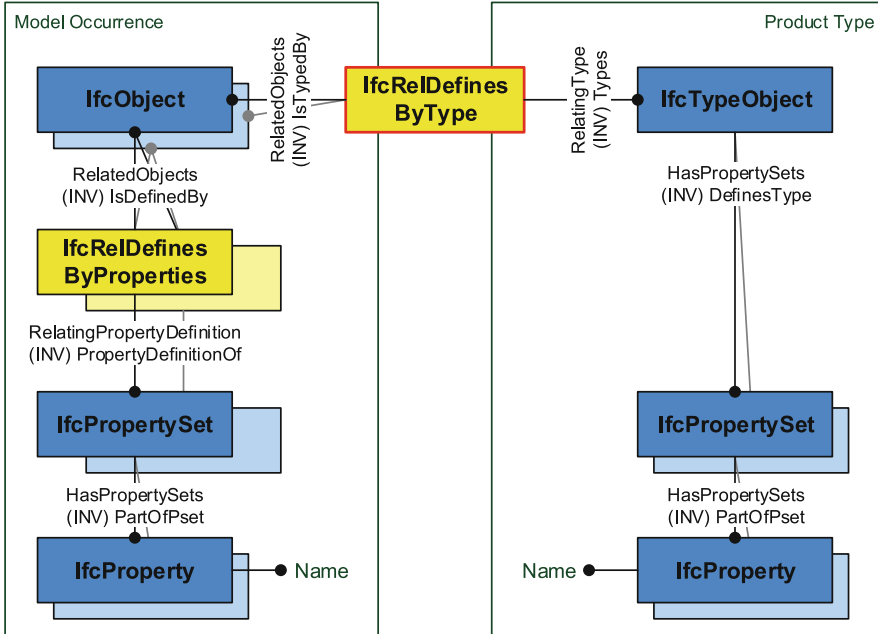 Model Occurrence
Product Type
IfcObject
RelatedObjects
(INV) IsTypedBy
IfcRelDefines
ByType
RelatingType
(INV) Types
IfcTypeObject
RelatedObjects
(INV) IsDefinedBy
HasPropertySets
(INV) DefinesType
IfcRelDefines
ByProperties
RelatingPropertyDefinition
(INV) PropertyDefinitionOf
IfcPropertySet
IfcPropertySet
HasPropertySets
(INV) PartOfPset
HasPropertySets
(INV) PartOfPset
IfcProperty
Name
Name
IfcProperty